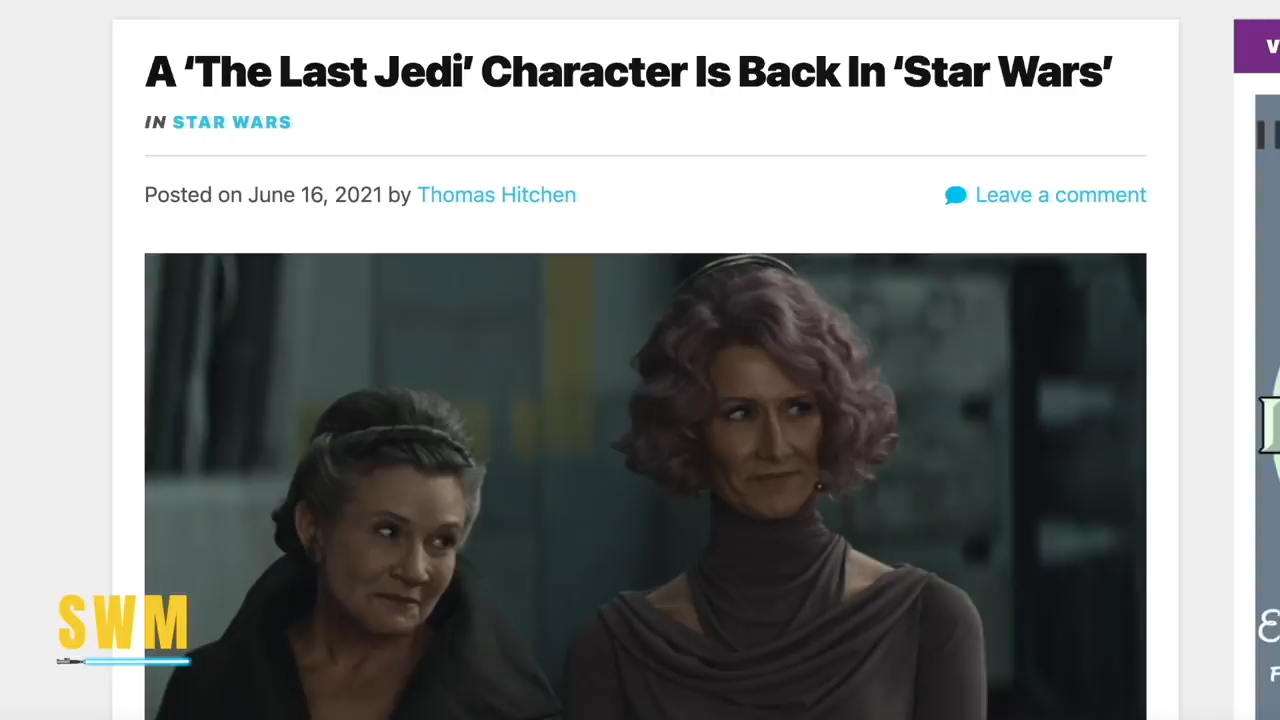 A ‘The Last Jedi’ Character Is Back In ‘Star Wars’
IN STAR WARS
Posted on June 16, 2021 by Thomas Hitchen
Leave a comment
SWM